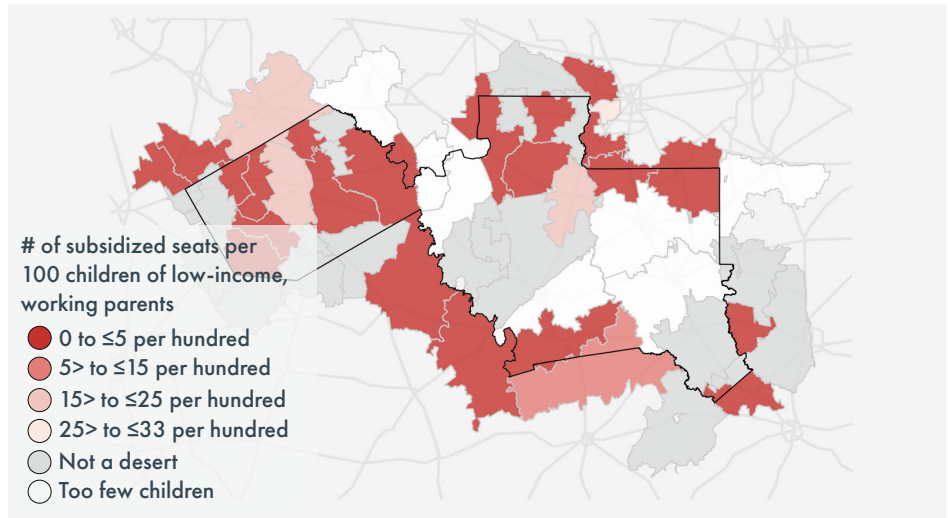 # of subsidized seats per
100 children of low-income,
working parents
0 to ≤5 per hundred
5> to ≤15 per hundred
15> to ≤25 per hundred
25> to ≤33 per hundred
Not a desert
Too few children